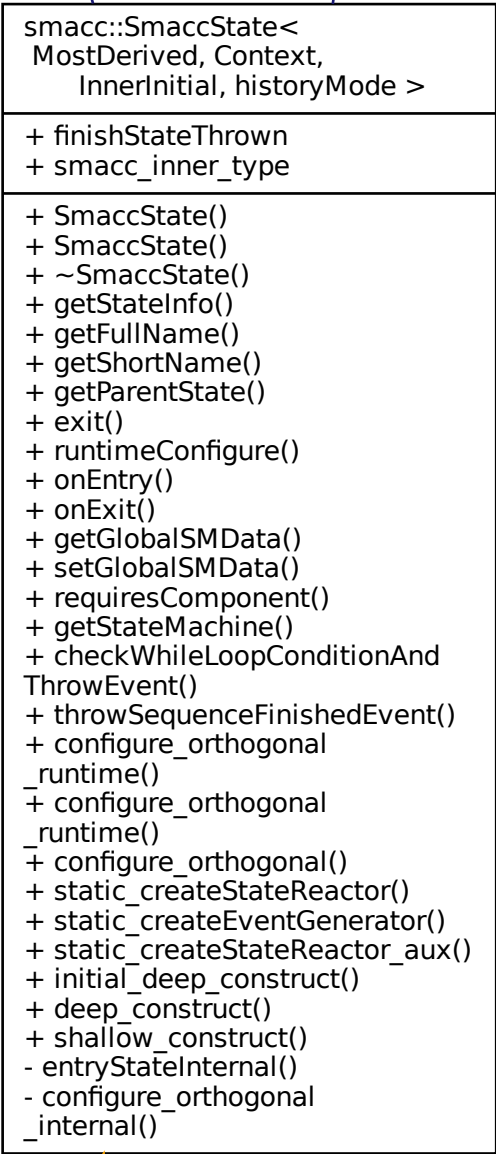 smacc::SmaccState<
MostDerived, Context,
InnerInitial, historyMode >
+ finishStateThrown
+ smacc_inner_type
+ SmaccState()
+ SmaccState()
+ ~SmaccState()
+ getStateInfo()
+ getFullName()
+ getShortName()
+ getParentState()
+ exit()
+ runtimeConfigure()
+ onEntry()
+ onExit()
+ getGlobalSMData()
+ setGlobalSMData()
+ requiresComponent()
+ getStateMachine()
+ checkWhileLoopConditionAnd
ThrowEvent()
+ throwSequenceFinishedEvent()
+ configure_orthogonal
_runtime()
+ configure_orthogonal
_runtime()
+ configure_orthogonal()
+ static_createStateReactor()
+ static_createEventGenerator()
+ static_createStateReactor_aux()
+ initial_deep_construct()
+ deep_construct()
+ shallow_construct()
- entryStateInternal()
- configure_orthogonal
_internal()